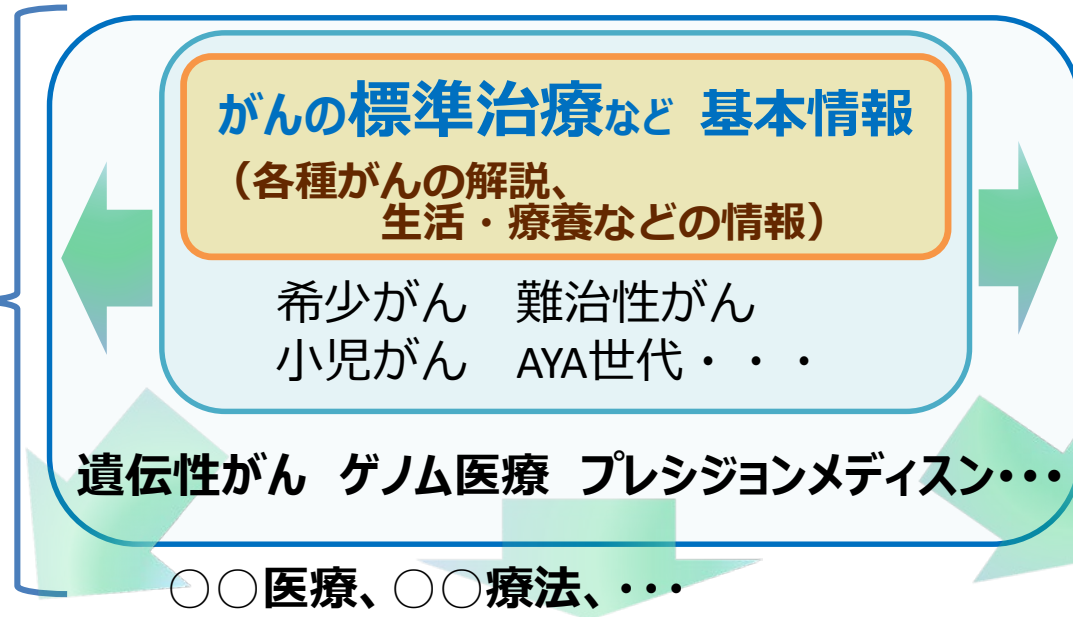 がんの標準治療など 基本情報
（各種がんの解説、
生活・療養などの情報）
希少がん　難治性がん
小児がん　AYA世代・・・
遺伝性がん　ゲノム医療　プレシジョンメディスン・・・
○○医療、○○療法、・・・